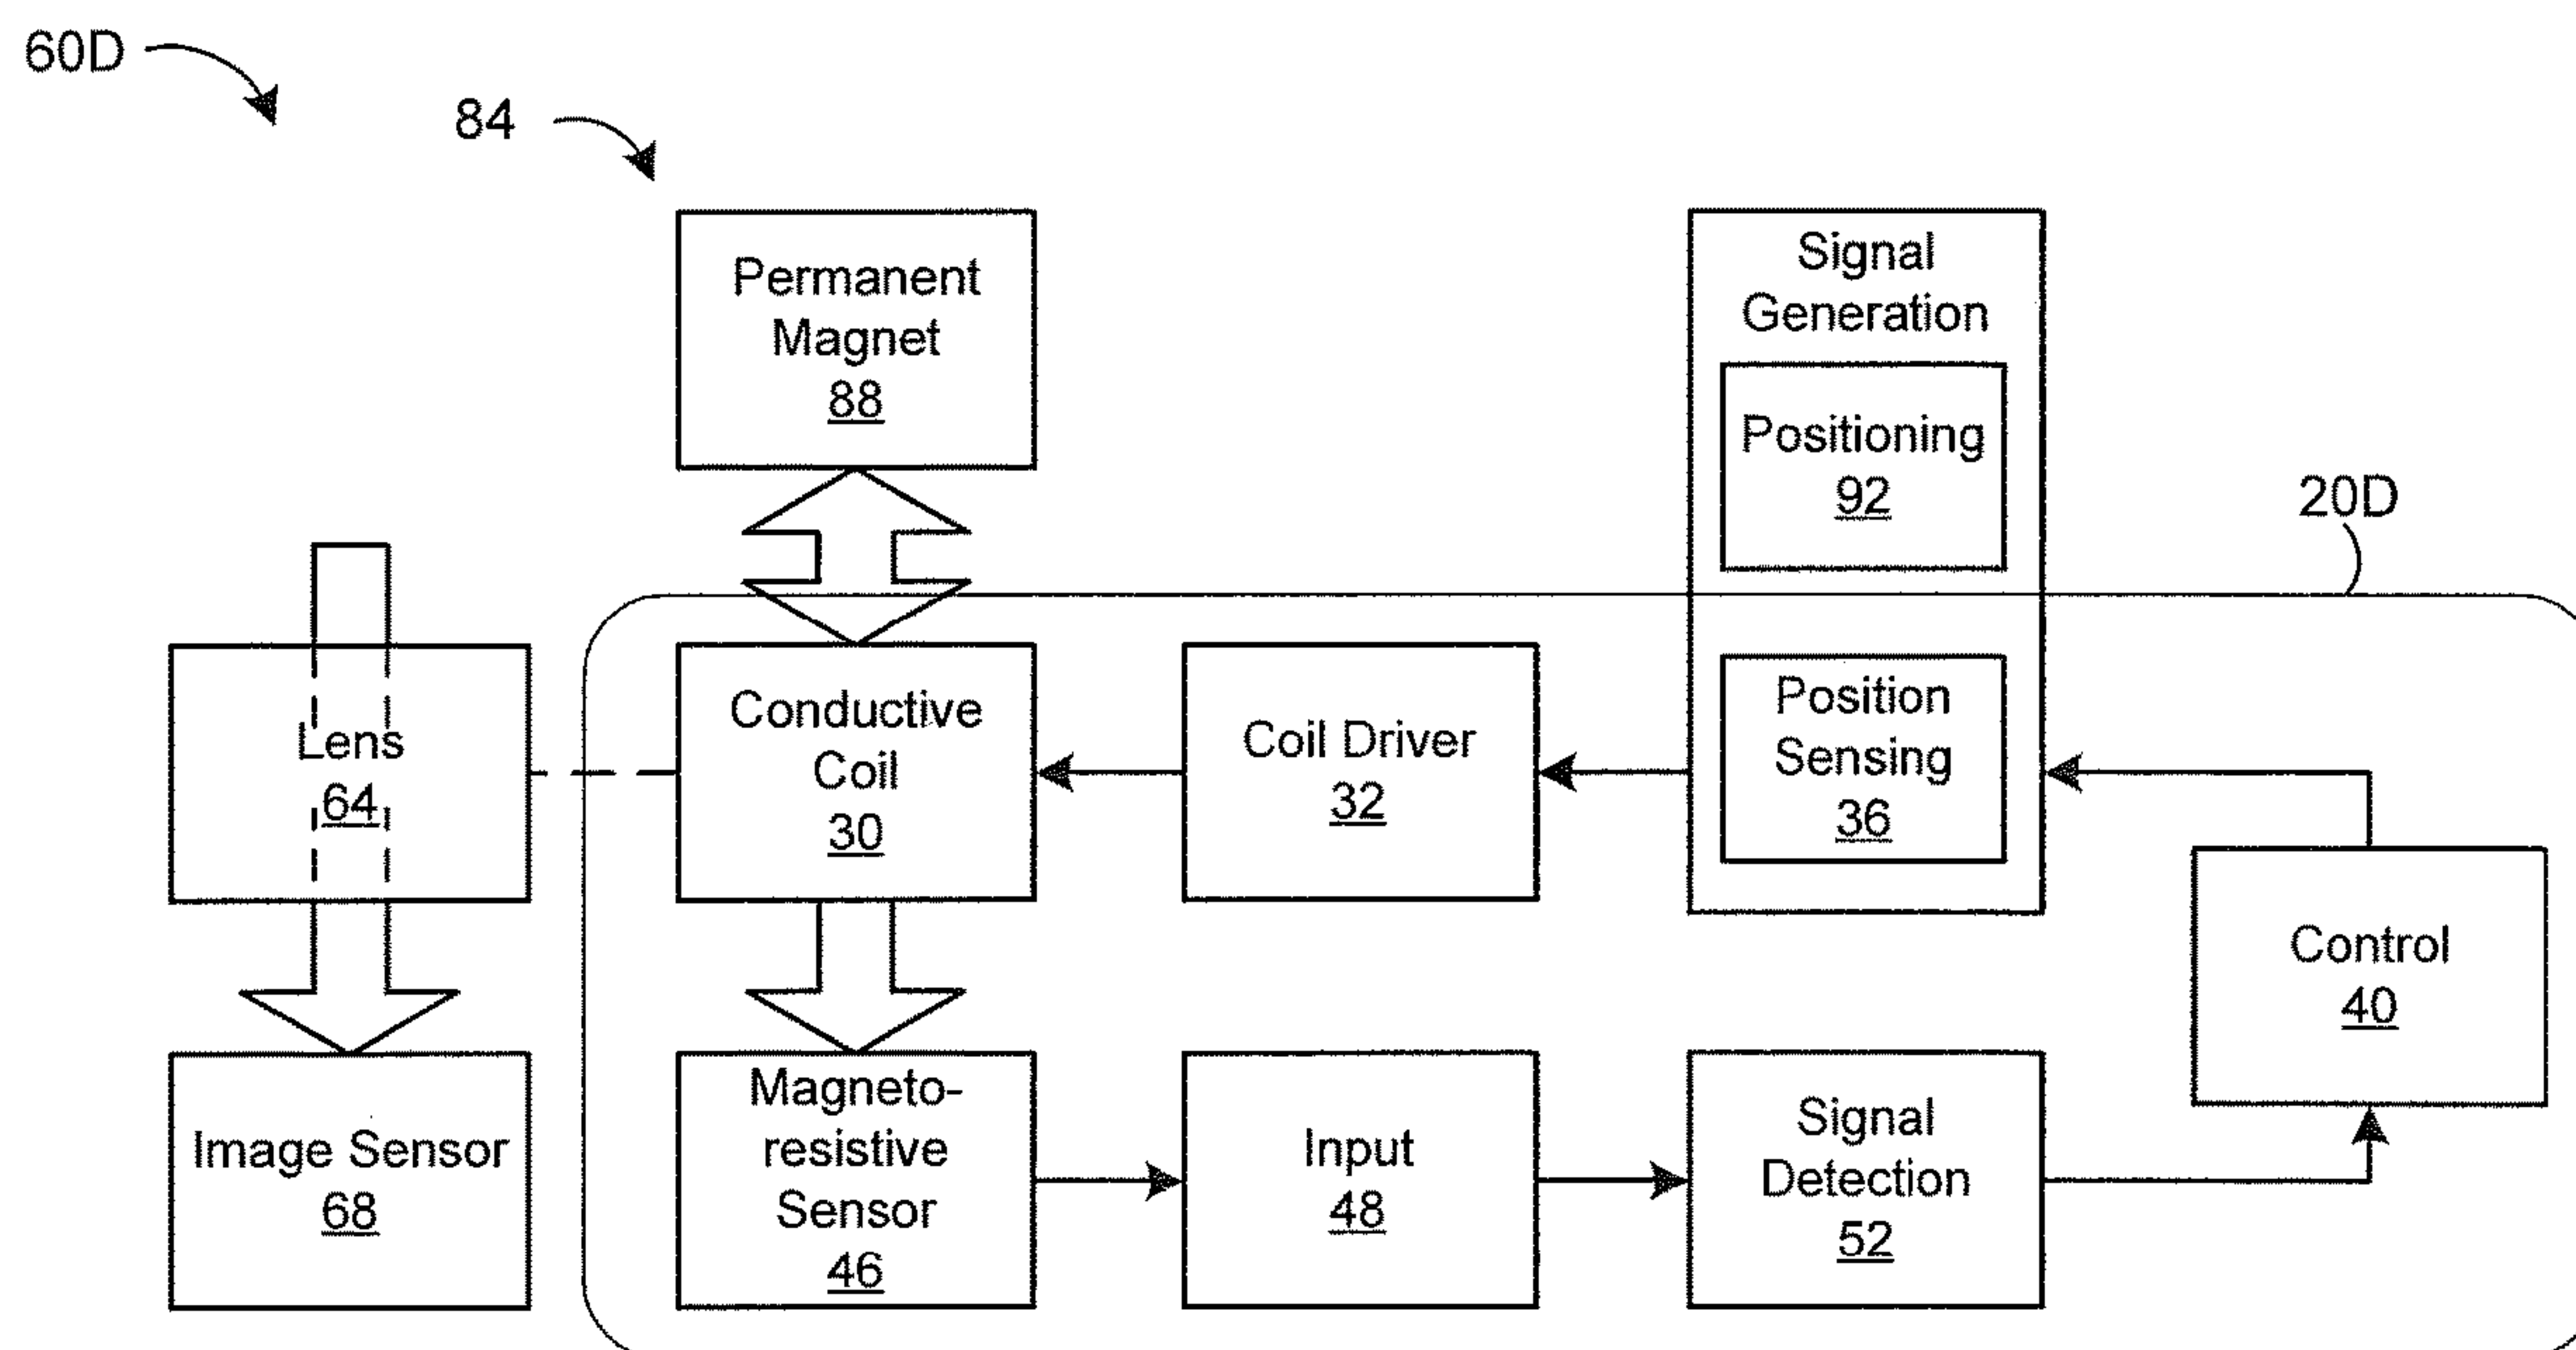 60D
84
Permanent
Magnet
88
Signal
Generation
Positioning
92
20D
Lens
64
Conductive
Coil
30
Coil Driver
32
Position
Sensing
36
Control
40
Image Sensor
68
Magneto-
resistive
Sensor
46
Input
48
Signal
Detection
52